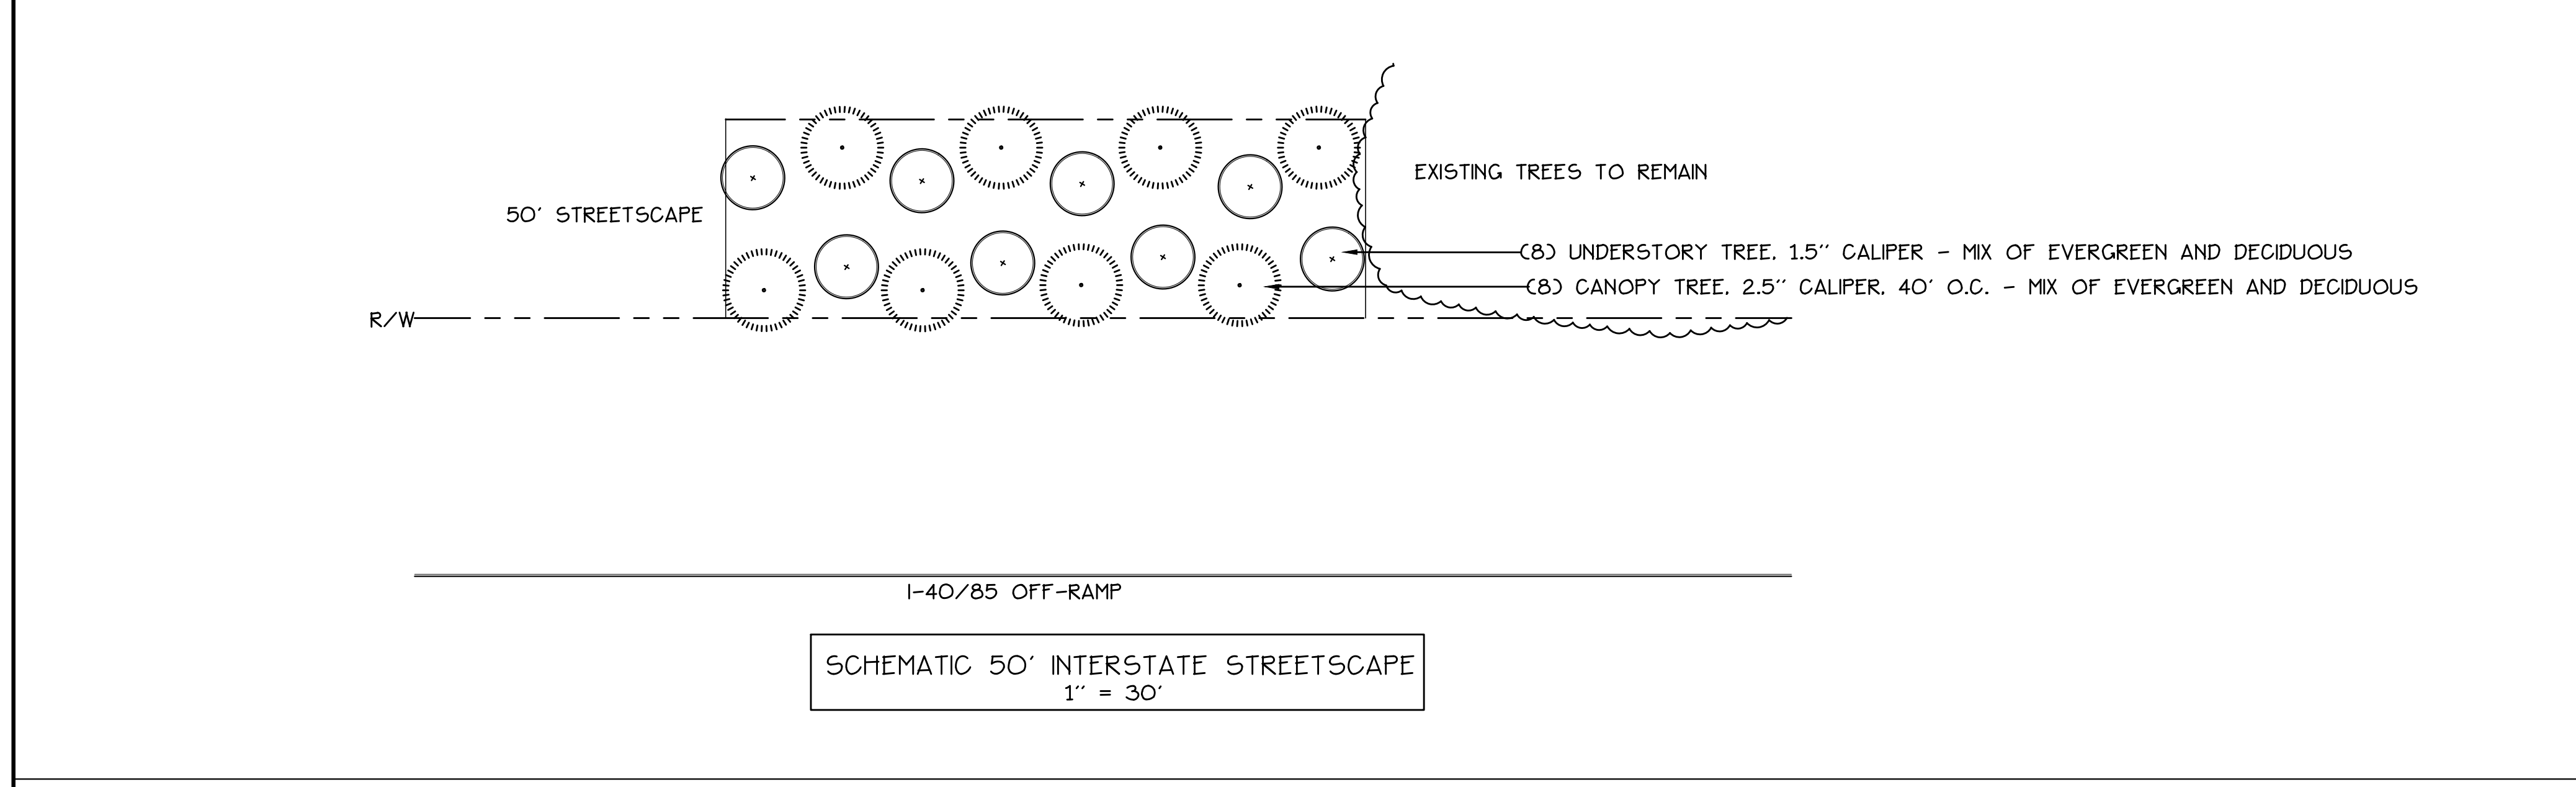 EXISTING TREES TO REMAIN
50' STREETSCAPE
(8) UNDERSTORY TREE, 1.5" CALIPER - MIX OF EVERGREEN AND DECIDUOUS
(8) CANOPY TREE, 2.5" CALIPER, 40' O.C. - MIX OF EVERGREEN AND DECIDUOUS
R/W
I-40/85 OFF-RAMP
SCHEMATIC 50' INTERSTATE STREETSCAPE
1" = 30'